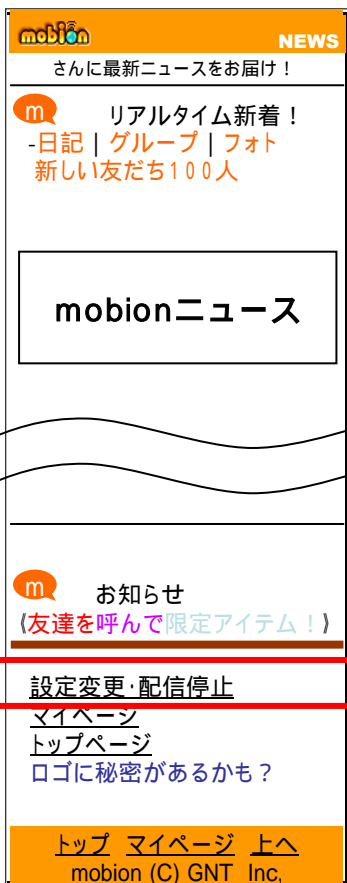 mobion
NEWS
さんに最新ニュースをお届け！
m リアルタイム新着！
-日記 | グループ | フォト
新しい友だち100人
mobionニュース
m お知らせ
《友達を呼んで限定アイテム！》
設定変更･配信停止
マイページ
トップページ
ロゴに秘密があるかも？
トップ マイページ 上へ
mobion (C) GNT Inc,